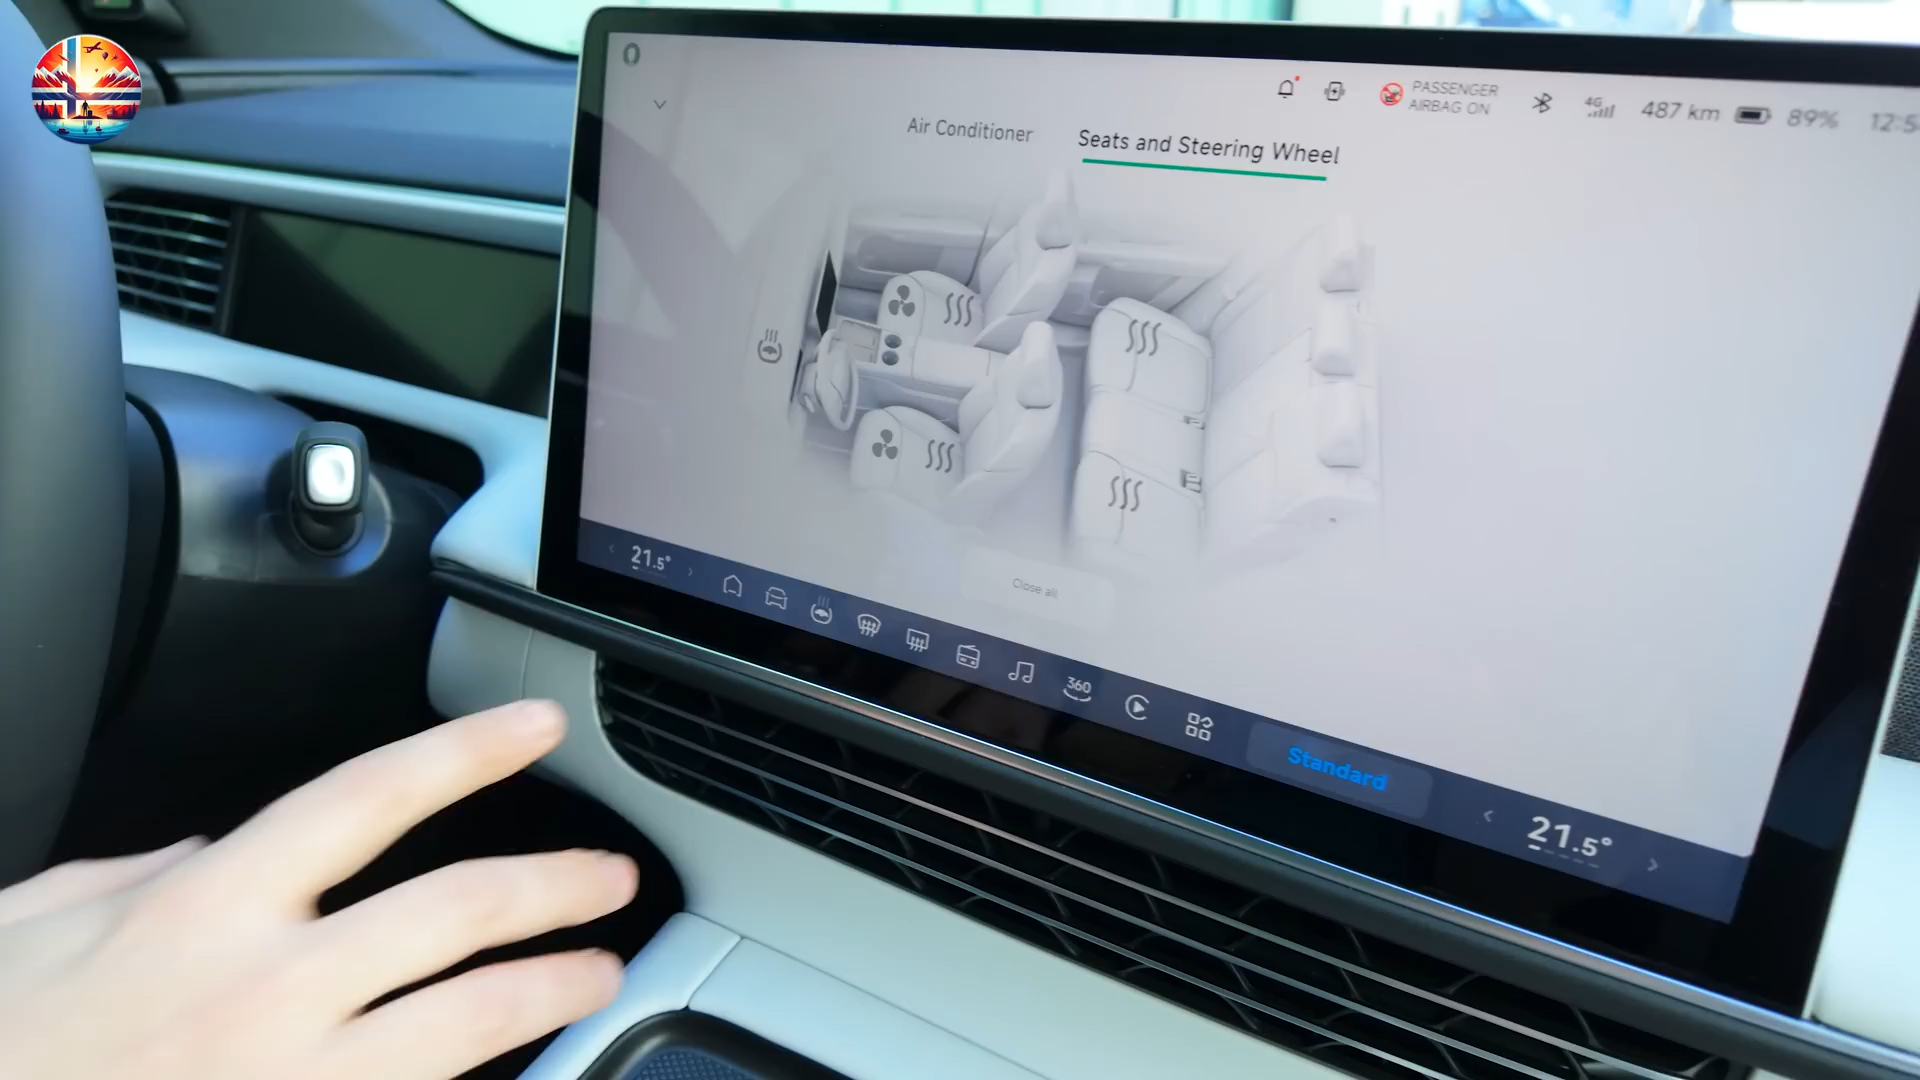 PASSENGER
AIRBAG ON
4G
487 km
89%
Air Conditioner
Seats and Steering Wheel
Close all
21.5°
360
Standard
21.5°